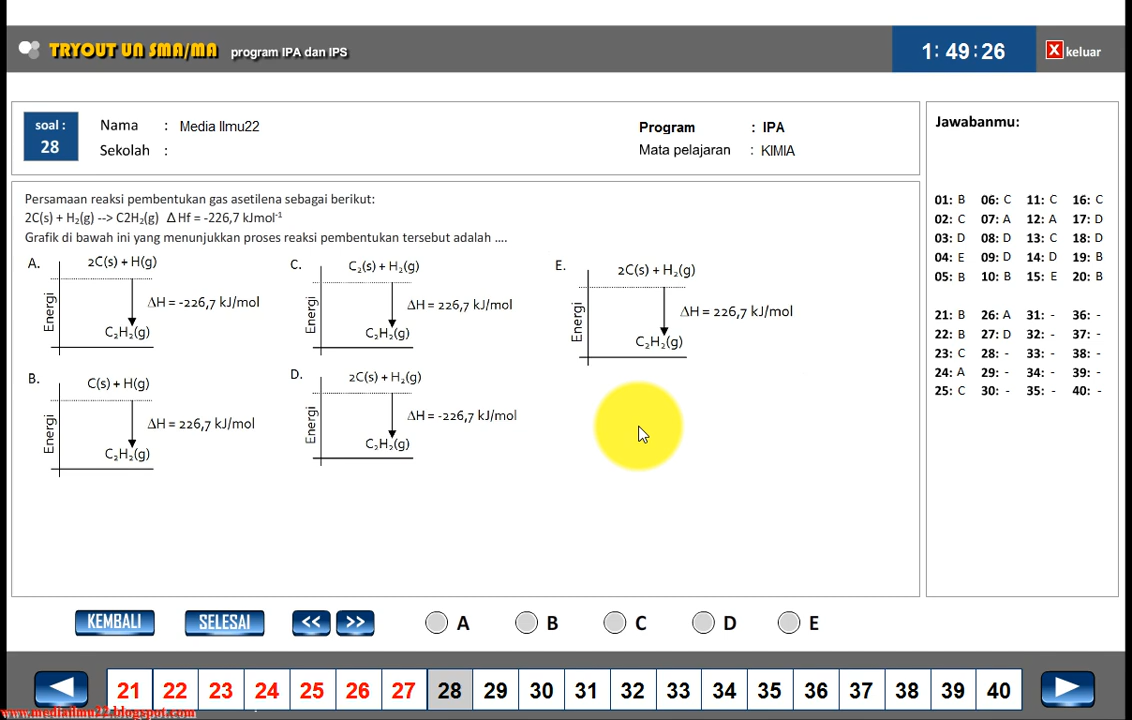 TRYOUT UN SMA/MA program IPA dan IPS
1: 49: 26
X keluar
soal :
28
Nama : Media Ilmu22
Sekolah :
Program : IPA
Mata pelajaran : KIMIA
Jawabanmu:
01: B 06: C 11: C 16: C
02: C 07: A 12: A 17: D
03: D 08: D 13: C 18: D
04: E 09: D 14: D 19: B
05: B 10: B 15: E 20: B
21: B 26: A 31: - 36: -
22: B 27: D 32: - 37: -
23: C 28: - 33: - 38: -
24: A 29: - 34: - 39: -
25: C 30: - 35: - 40: -
Persamaan reaksi pembentukan gas asetilena sebagai berikut:
2C(s) + H₂(g) --> C2H₂(g) Δ Hf = -226,7 kJmol⁻¹
Grafik di bawah ini yang menunjukkan proses reaksi pembentukan tersebut adalah ....
A.
2C(s) + H(g)
Energi
ΔH = -226,7 kJ/mol
C₂H₂(g)
B.
C(s) + H(g)
Energi
ΔH = 226,7 kJ/mol
C₂H₂(g)
C.
C₂(s) + H₂(g)
Energi
ΔH = 226,7 kJ/mol
C₂H₂(g)
D.
2C(s) + H₂(g)
Energi
ΔH = -226,7 kJ/mol
C₂H₂(g)
E.
2C(s) + H₂(g)
Energi
ΔH = 226,7 kJ/mol
C₂H₂(g)
KEMBALI SELESAI << >> A B C D E
21 22 23 24 25 26 27 28 29 30 31 32 33 34 35 36 37 38 39 40
www.mediailmu22.blogspot.com